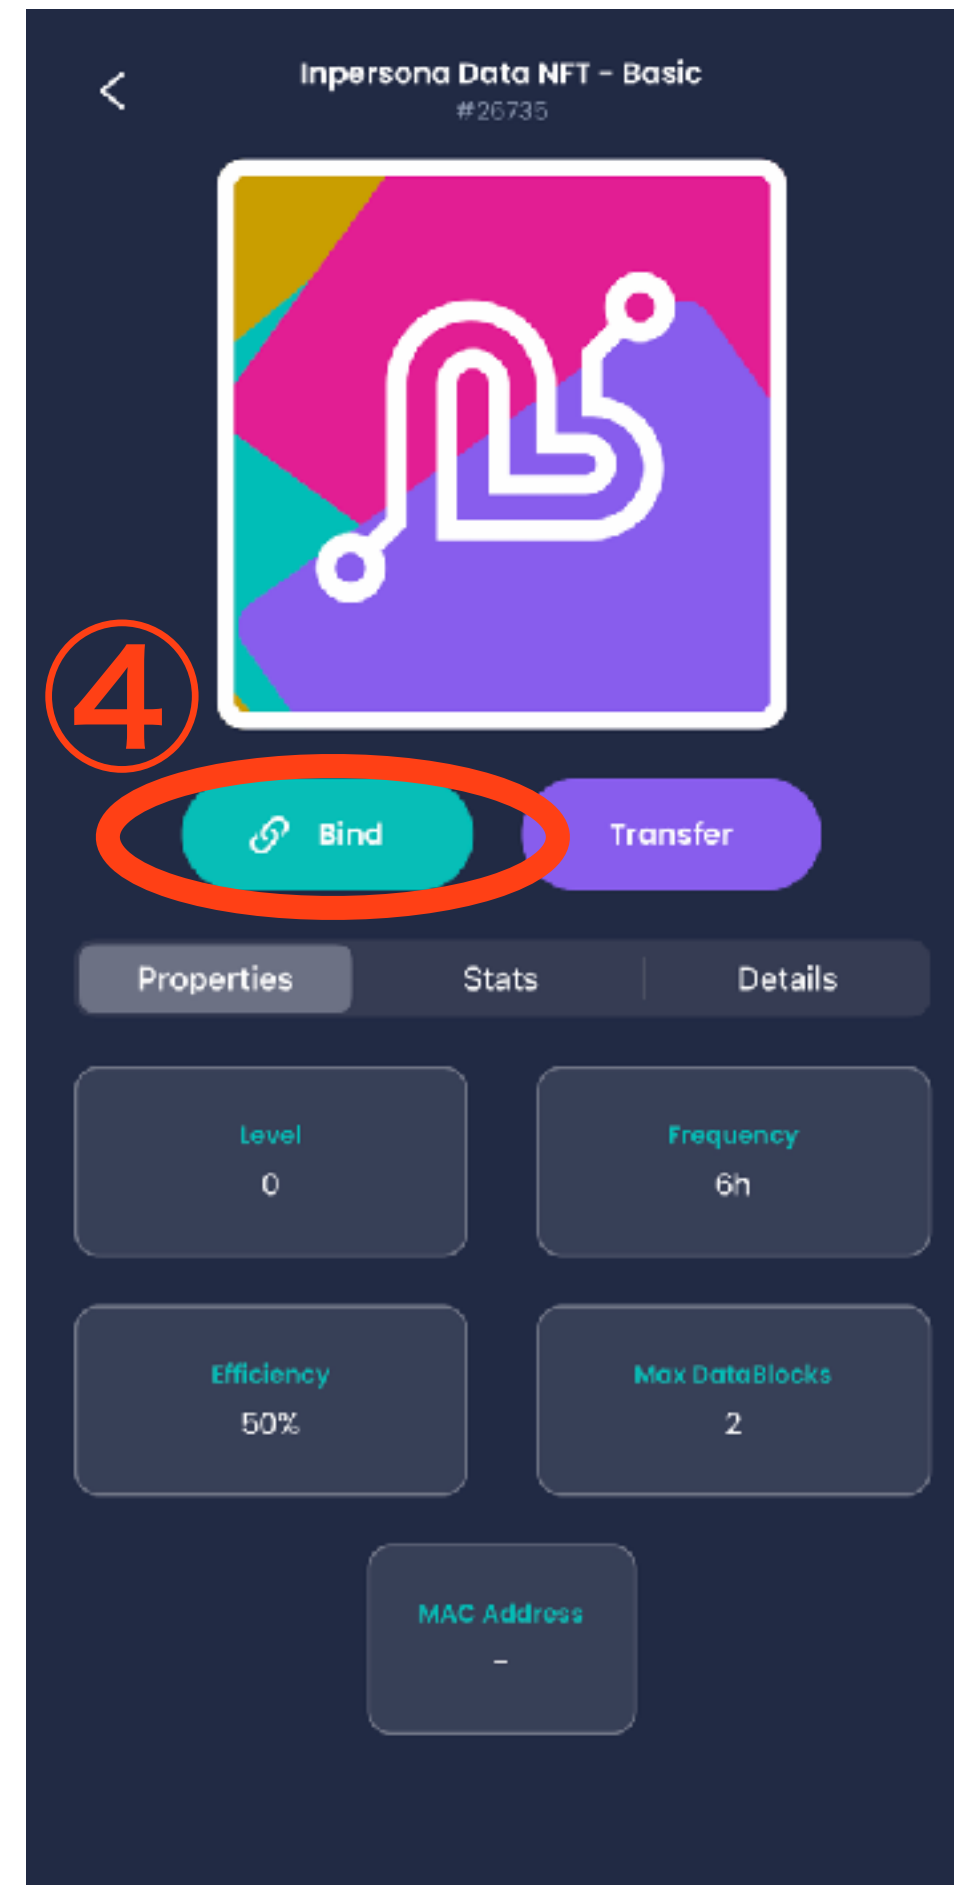 Inpersona Data NFT - Basic
#26735
④
Bind
Transfer
Properties Stats Details
Level
0
Frequency
6h
Efficiency
50%
Max DataBlocks
2
MAC Address
-